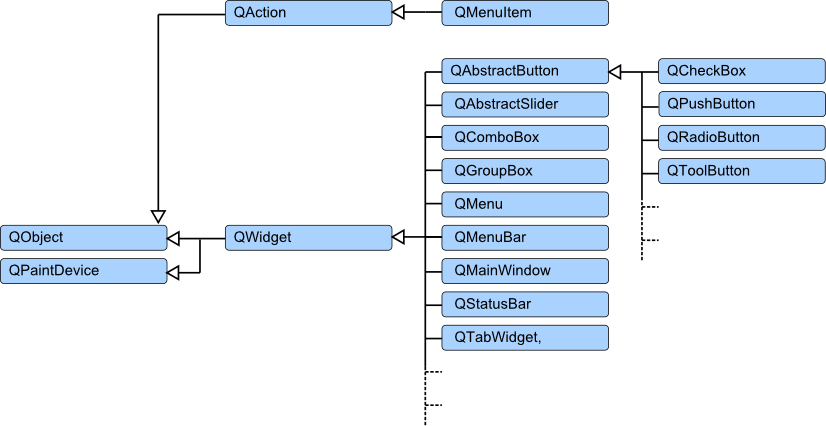 QAction
QMenuItem
QAbstractButton
QCheckBox
QAbstractSlider
QPushButton
QComboBox
QRadioButton
QGroupBox
QToolButton
QMenu
QObject
QWidget
QMenuBar
QPaintDevice
QMainWindow
QStatusBar
QTabWidget,